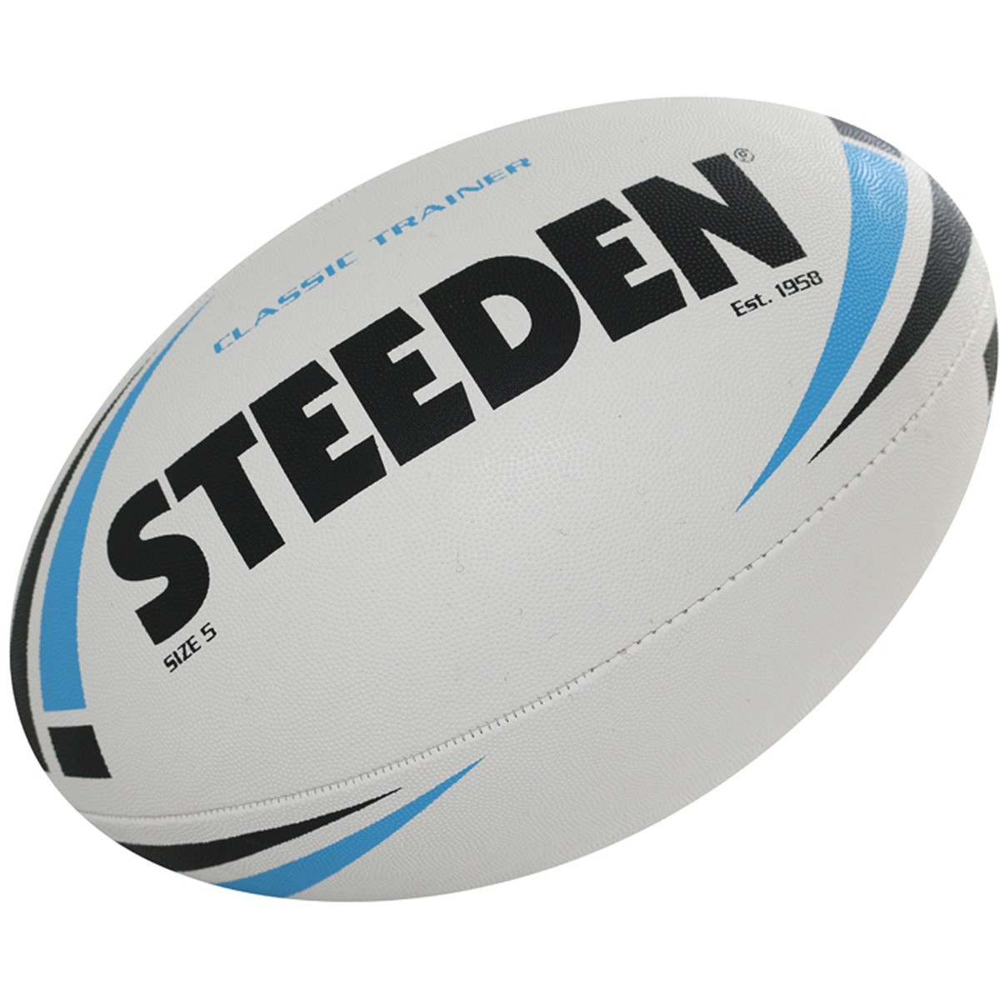 CLASSIC TRAINER
STEEDEN®
Est. 1958
SIZE 5